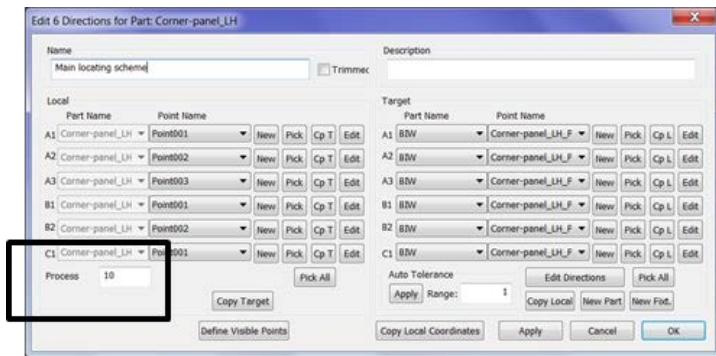 Edit 6 Directions for Part: Corner-panel_LH
X
Name
Description
Main locating scheme
Trimmec
Local
Target
Part Name Point Name Part Name Point Name
A1 Corner-panel_LH Point001 New Pick Cp T Edit A1 BIW Corner-panel_LH_F New Pick Cp L Edit
A2 Corner-panel_LH Point002 New Pick Cp T Edit A2 BIW Corner-panel_LH_F New Pick Cp L Edit
A3 Corner-panel_LH Point003 New Pick Cp T Edit A3 BIW Corner-panel_LH_F New Pick Cp L Edit
B1 Corner-panel_LH Point001 New Pick Cp T Edit B1 BIW Corner-panel_LH_F New Pick Cp L Edit
B2 Corner-panel_LH Point002 New Pick Cp T Edit B2 BIW Corner-panel_LH_F New Pick Cp L Edit
C1 Corner-panel_LH Point001 New Pick Cp T Edit C1 BIW Corner-panel_LH_F New Pick Cp L Edit
Process 10 Pick All Auto Tolerance Edit Directions Pick All
Copy Target Apply Range: 1 Copy Local New Part New Fixt.
Define Visible Points Copy Local Coordinates Apply Cancel OK